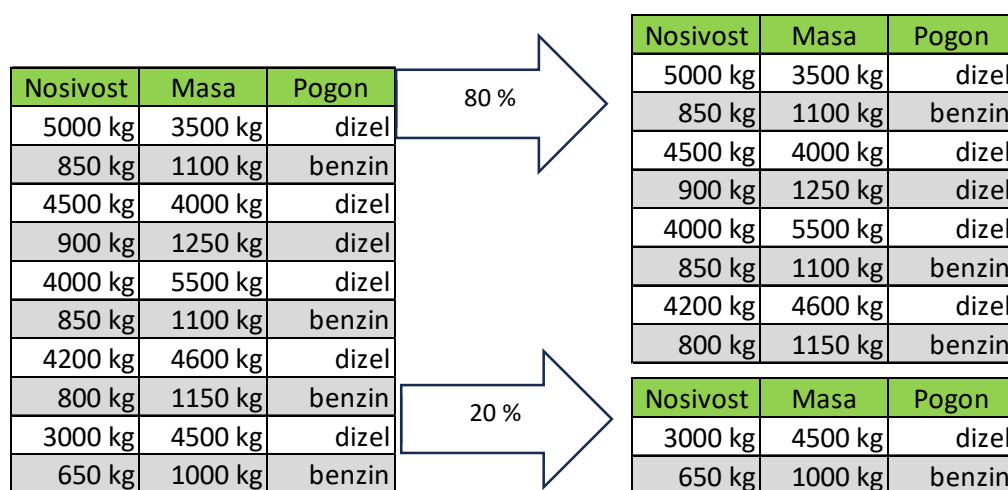 Nosivost Masa Pogon
5000 kg 3500 kg dizel
850 kg 1100 kg benzin
4500 kg 4000 kg dizel
900 kg 1250 kg dizel
4000 kg 5500 kg dizel
850 kg 1100 kg benzin
4200 kg 4600 kg dizel
800 kg 1150 kg benzin
3000 kg 4500 kg dizel
650 kg 1000 kg benzin
80 %
20 %
Nosivost Masa Pogon
5000 kg 3500 kg dizel
850 kg 1100 kg benzin
4500 kg 4000 kg dizel
900 kg 1250 kg dizel
4000 kg 5500 kg dizel
850 kg 1100 kg benzin
4200 kg 4600 kg dizel
800 kg 1150 kg benzin
Nosivost Masa Pogon
3000 kg 4500 kg dizel
650 kg 1000 kg benzin